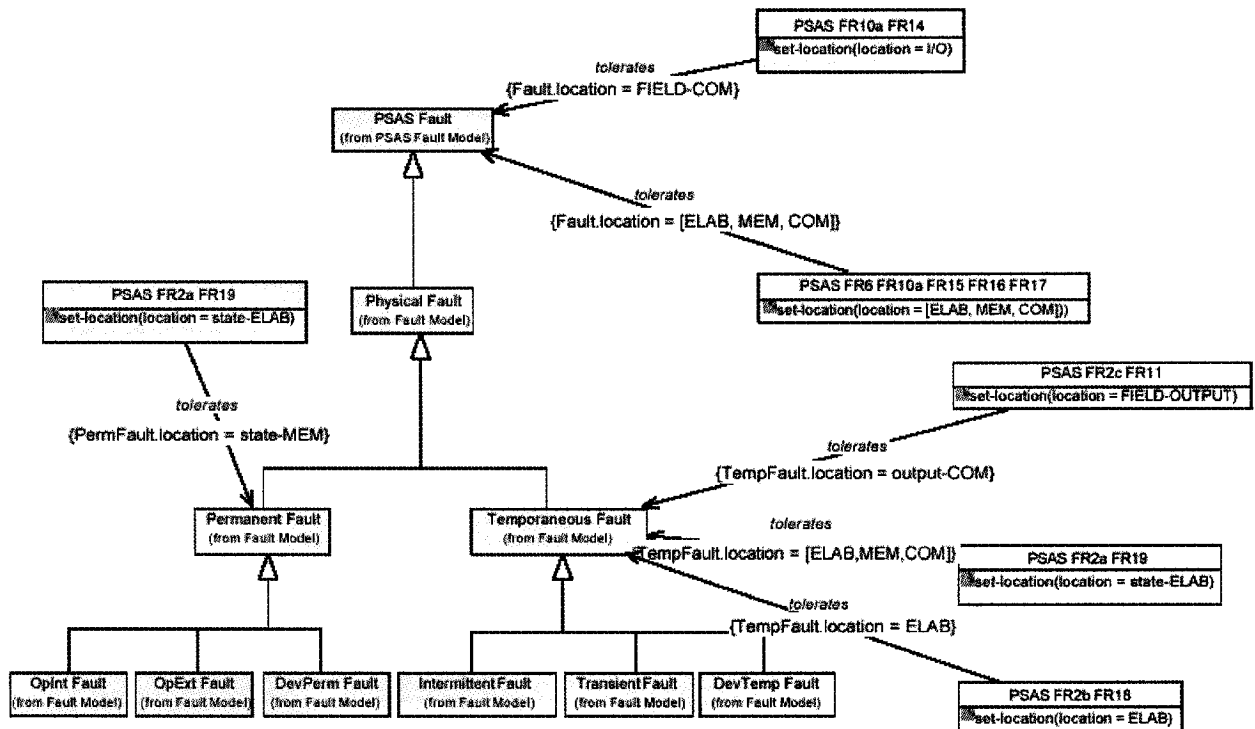 PSAS FR10a FR14
set-location(location = I/O)
tolerates
{Fault.location = FIELD-COM}
PSAS Fault
(from PSAS Fault Model)
tolerates
{Fault.location = [ELAB, MEM, COM]}
PSAS FR2a FR19
set-location(location = state-ELAB)
Physical Fault
(from Fault Model)
PSAS FR6 FR10a FR15 FR16 FR17
set-location(location = [ELAB, MEM, COM]))
PSAS FR2c FR11
set-location(location = FIELD-OUTPUT)
tolerates
{PermFault.location = state-MEM}
tolerates
{TempFault.location = output-COM}
Permanent Fault
(from Fault Model)
Temporaneous Fault
(from Fault Model)
tolerates
{TempFault.location = [ELAB,MEM,COM]}
PSAS FR2a FR19
set-location(location = state-ELAB)
tolerates
{TempFault.location = ELAB}
OpInt Fault
(from Fault Model)
OpExt Fault
(from Fault Model)
DevPerm Fault
(from Fault Model)
Intermittent Fault
(from Fault Model)
Transient Fault
(from Fault Model)
DevTemp Fault
(from Fault Model)
PSAS FR2b FR18
set-location(location = ELAB)